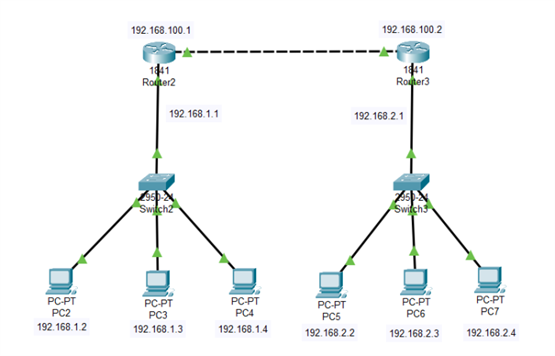 192.168.100.1
192.168.100.2
1841
Router2
1841
Router3
192.168.1.1
192.168.2.1
2950-24
Switch2
2950-24
Switch3
PC-PT
PC2
192.168.1.2
PC-PT
PC3
192.168.1.3
PC-PT
PC4
192.168.1.4
PC-PT
PC5
192.168.2.2
PC-PT
PC6
192.168.2.3
PC-PT
PC7
192.168.2.4